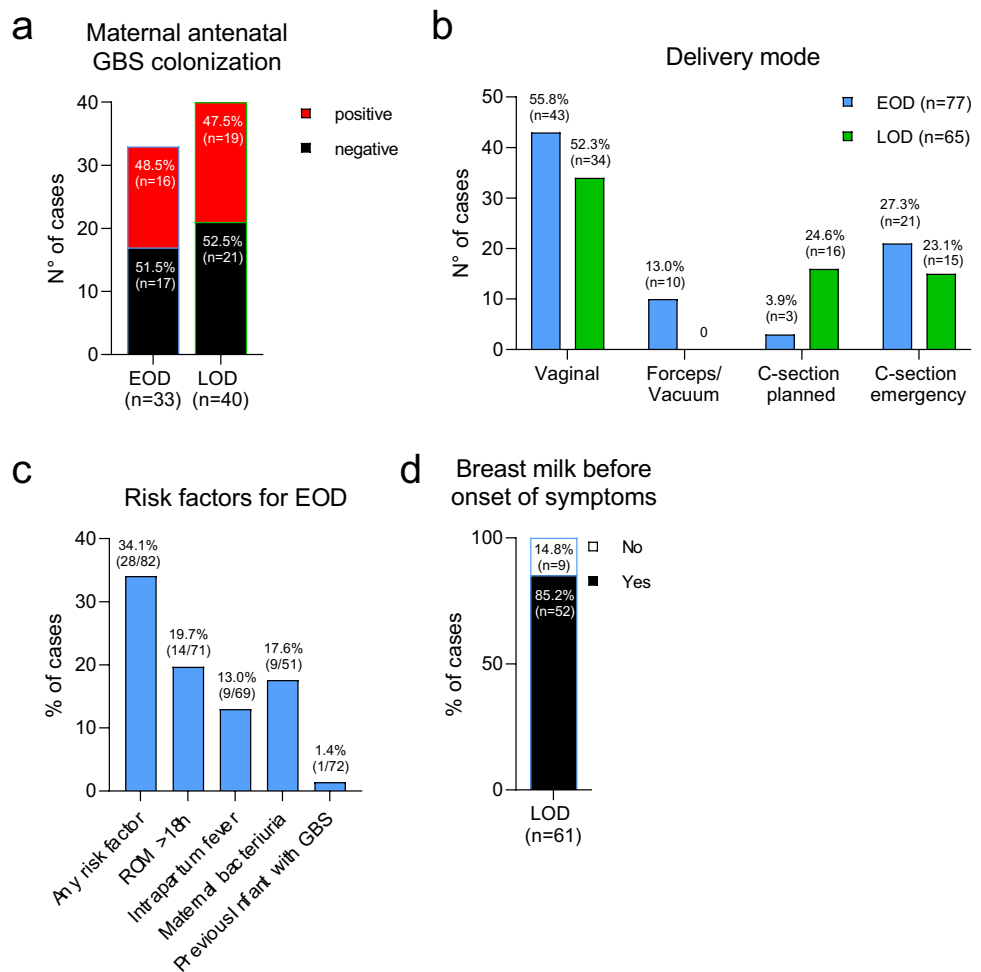 a
Maternal antenatal
GBS colonization
N° of cases
40
30
20
10
0
48.5%
(n=16)
51.5%
(n=17)
47.5%
(n=19)
52.5%
(n=21)
EOD
(n=33)
LOD
(n=40)
positive
negative
b
Delivery mode
N° of cases
50
40
30
20
10
0
55.8%
(n=43)
52.3%
(n=34)
13.0%
(n=10)
0
3.9%
(n=3)
24.6%
(n=16)
27.3%
(n=21)
23.1%
(n=15)
EOD (n=77)
LOD (n=65)
Vaginal
Forceps/
Vacuum
C-section
planned
C-section
emergency
c
Risk factors for EOD
% of cases
40
30
20
10
0
34.1%
(28/82)
19.7%
(14/71)
13.0%
(9/69)
17.6%
(9/51)
1.4%
(1/72)
Any risk factor
ROM >18h
Intrapartum fever
Maternal bacteriuria
Previous Infant with GBS
d
Breast milk before
onset of symptoms
% of cases
100
50
0
14.8%
(n=9)
85.2%
(n=52)
No
Yes
LOD
(n=61)